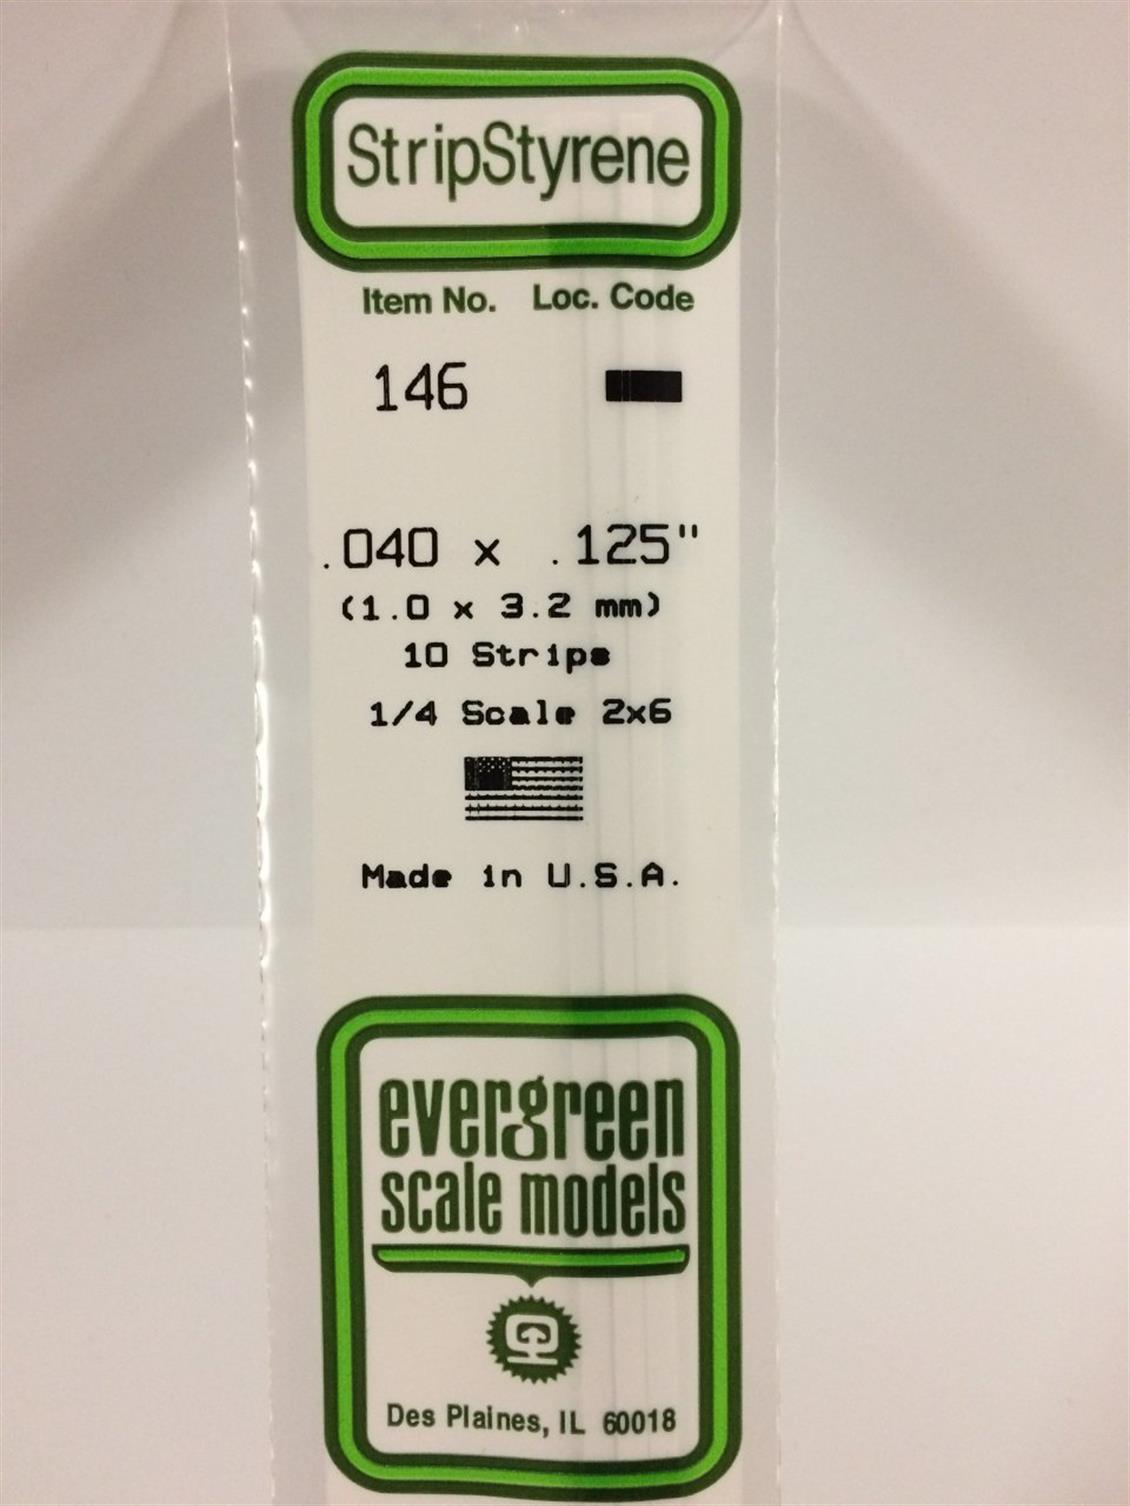 StripStyrene
Item No. Loc. Code
146
.040 x .125"
(1.0 x 3.2 mm)
10 Strips
1/4 Scale 2x6
Made in U.S.A.
evergreen
scale models
Des Plaines, IL 60018